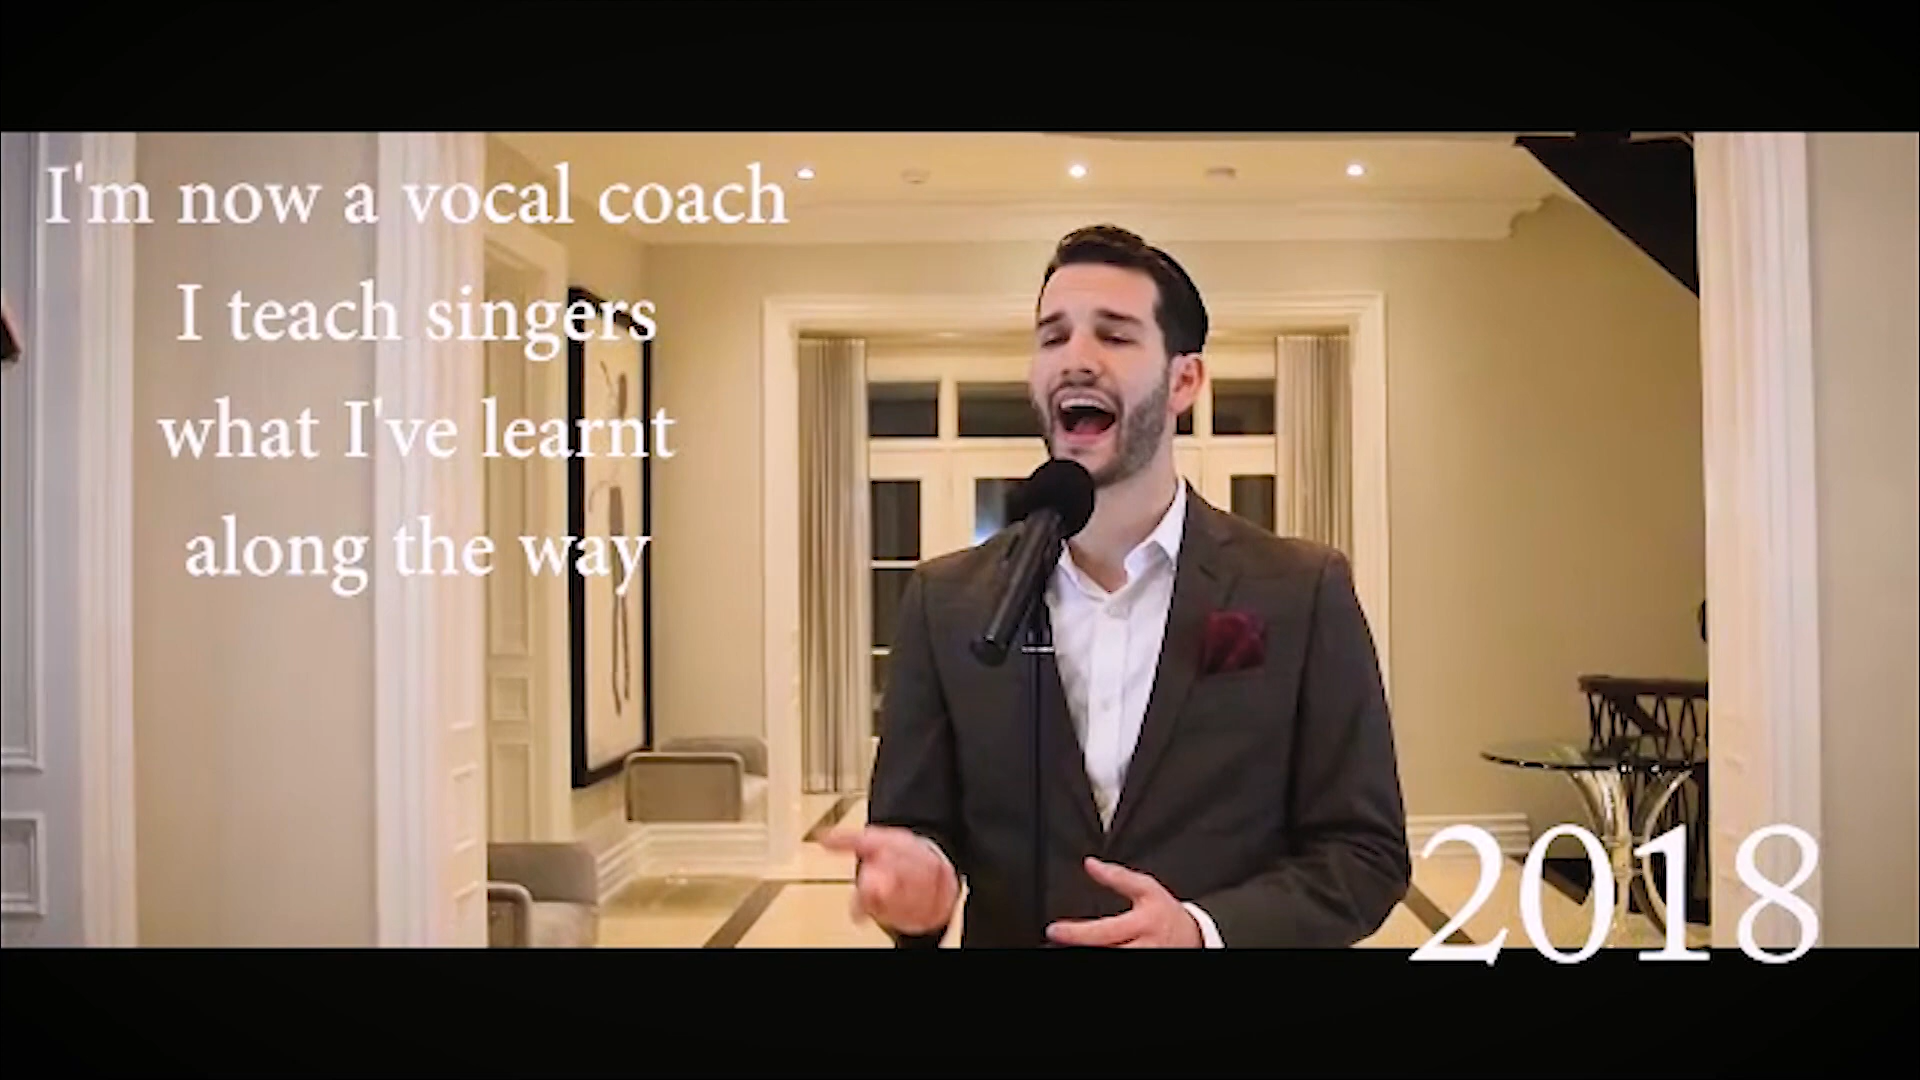 I'm now a vocal coach
I teach singers
what I've learnt
along the way
2018